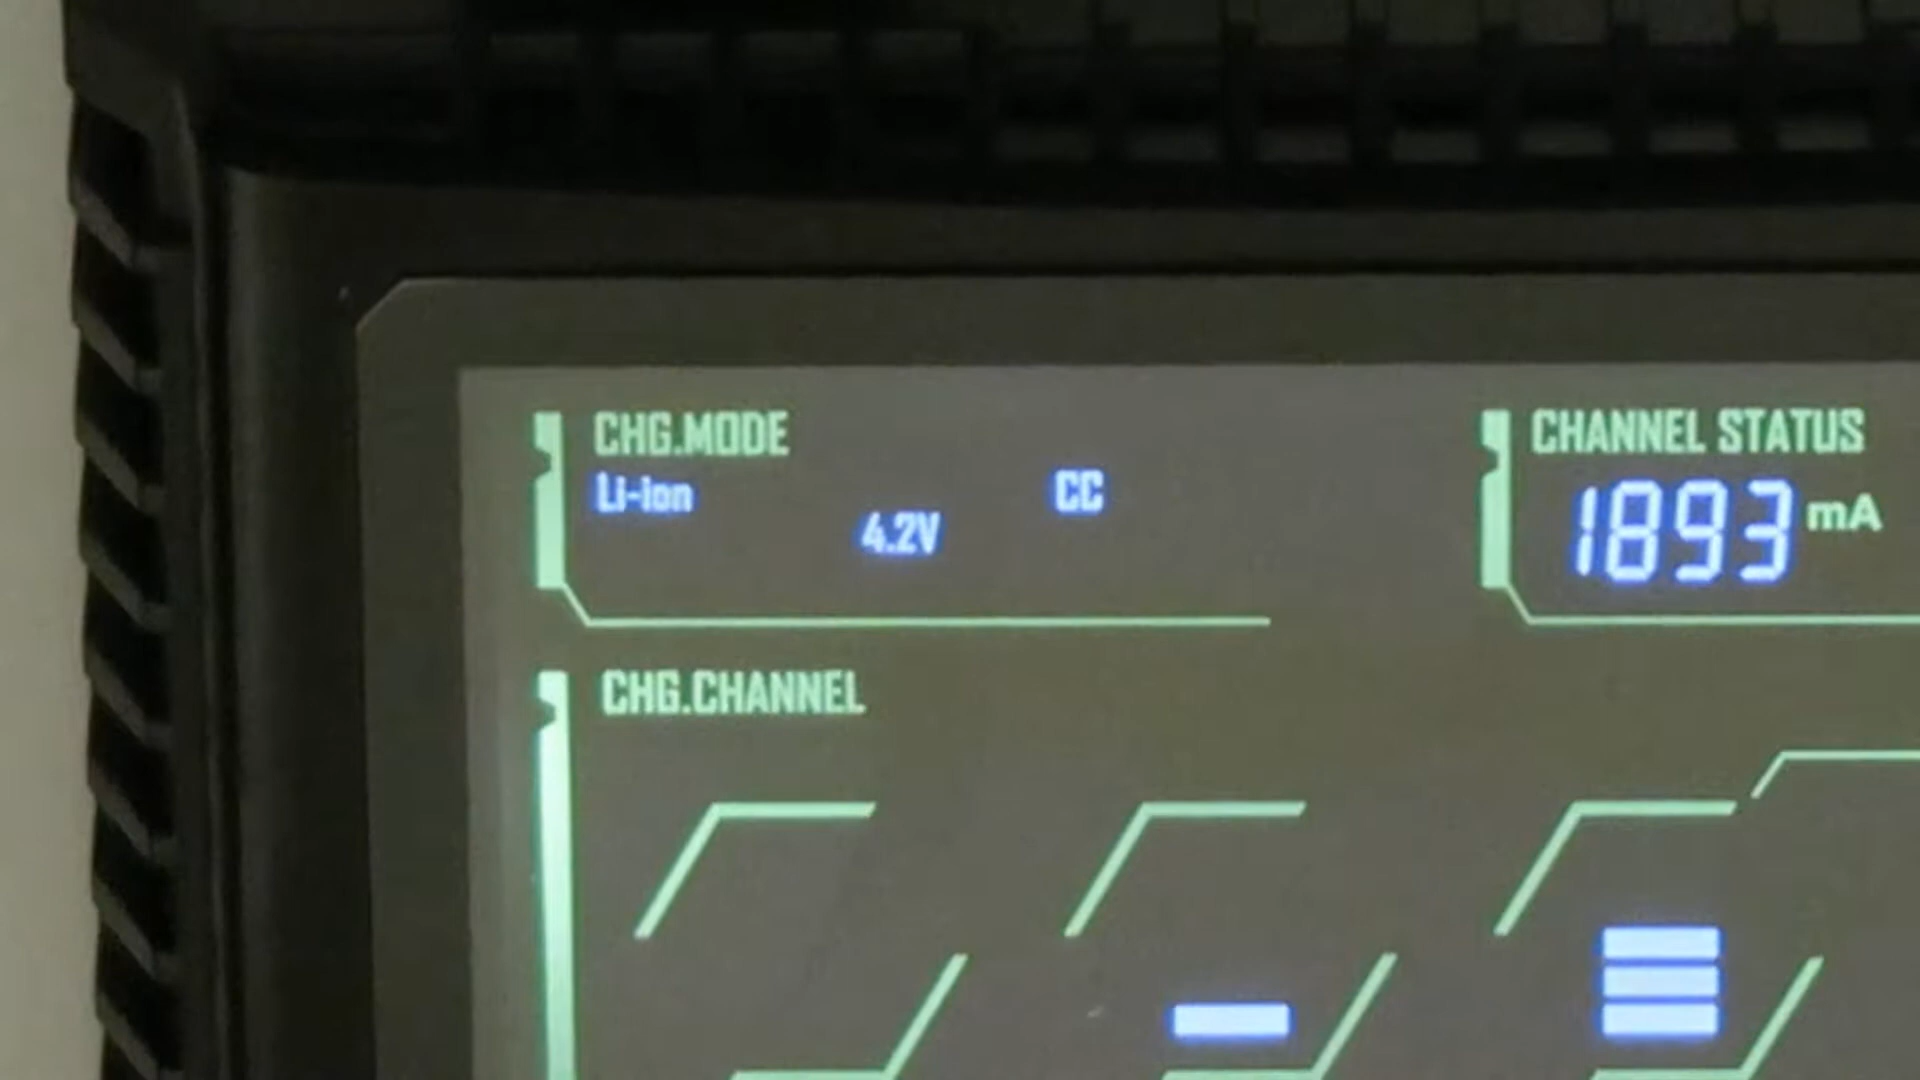 CHG.MODE
Li-ion
4.2V
CC
CHANNEL STATUS
1893 mA
CHG.CHANNEL